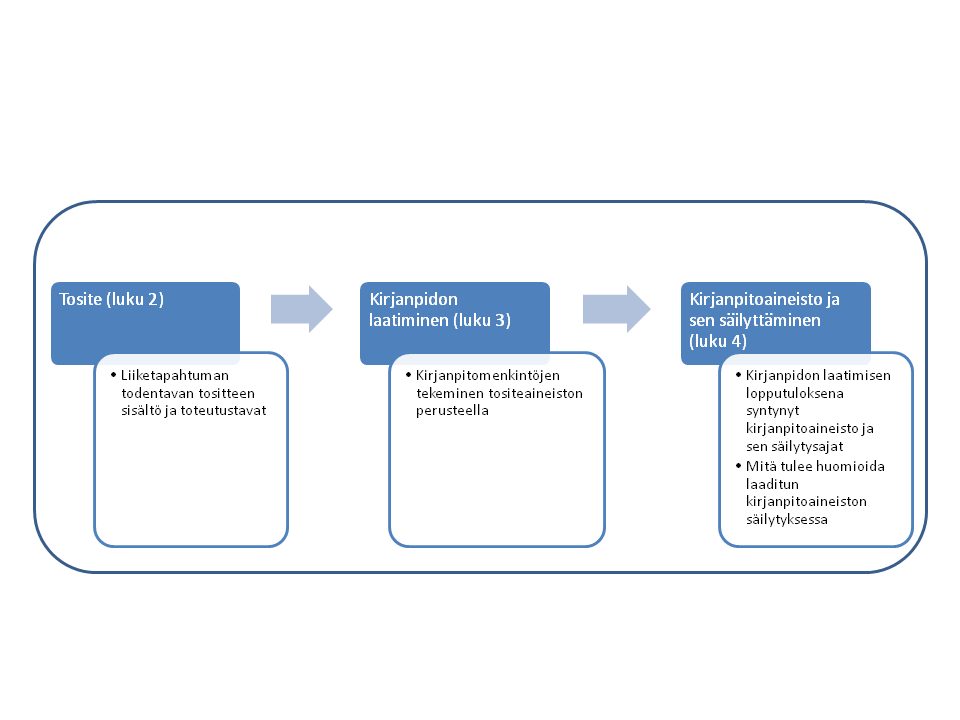 Tosite (luku 2)
• Liiketapahtuman
todentavan tositteen
sisältö ja toteutustavat
Kirjanpidon
laatiminen (luku 3)
• Kirjanpitomenkintöjen
tekeminen tositeaineiston
perusteella
Kirjanpitoaineisto ja
sen säilyttäminen
(luku 4)
• Kirjanpidon laatimisen
lopputuloksena
syntynyt
kirjanpitoaineisto ja
sen säilytysajat
• Mitä tulee huomioida
laaditun
kirjanpitoaineiston
säilytyksessa